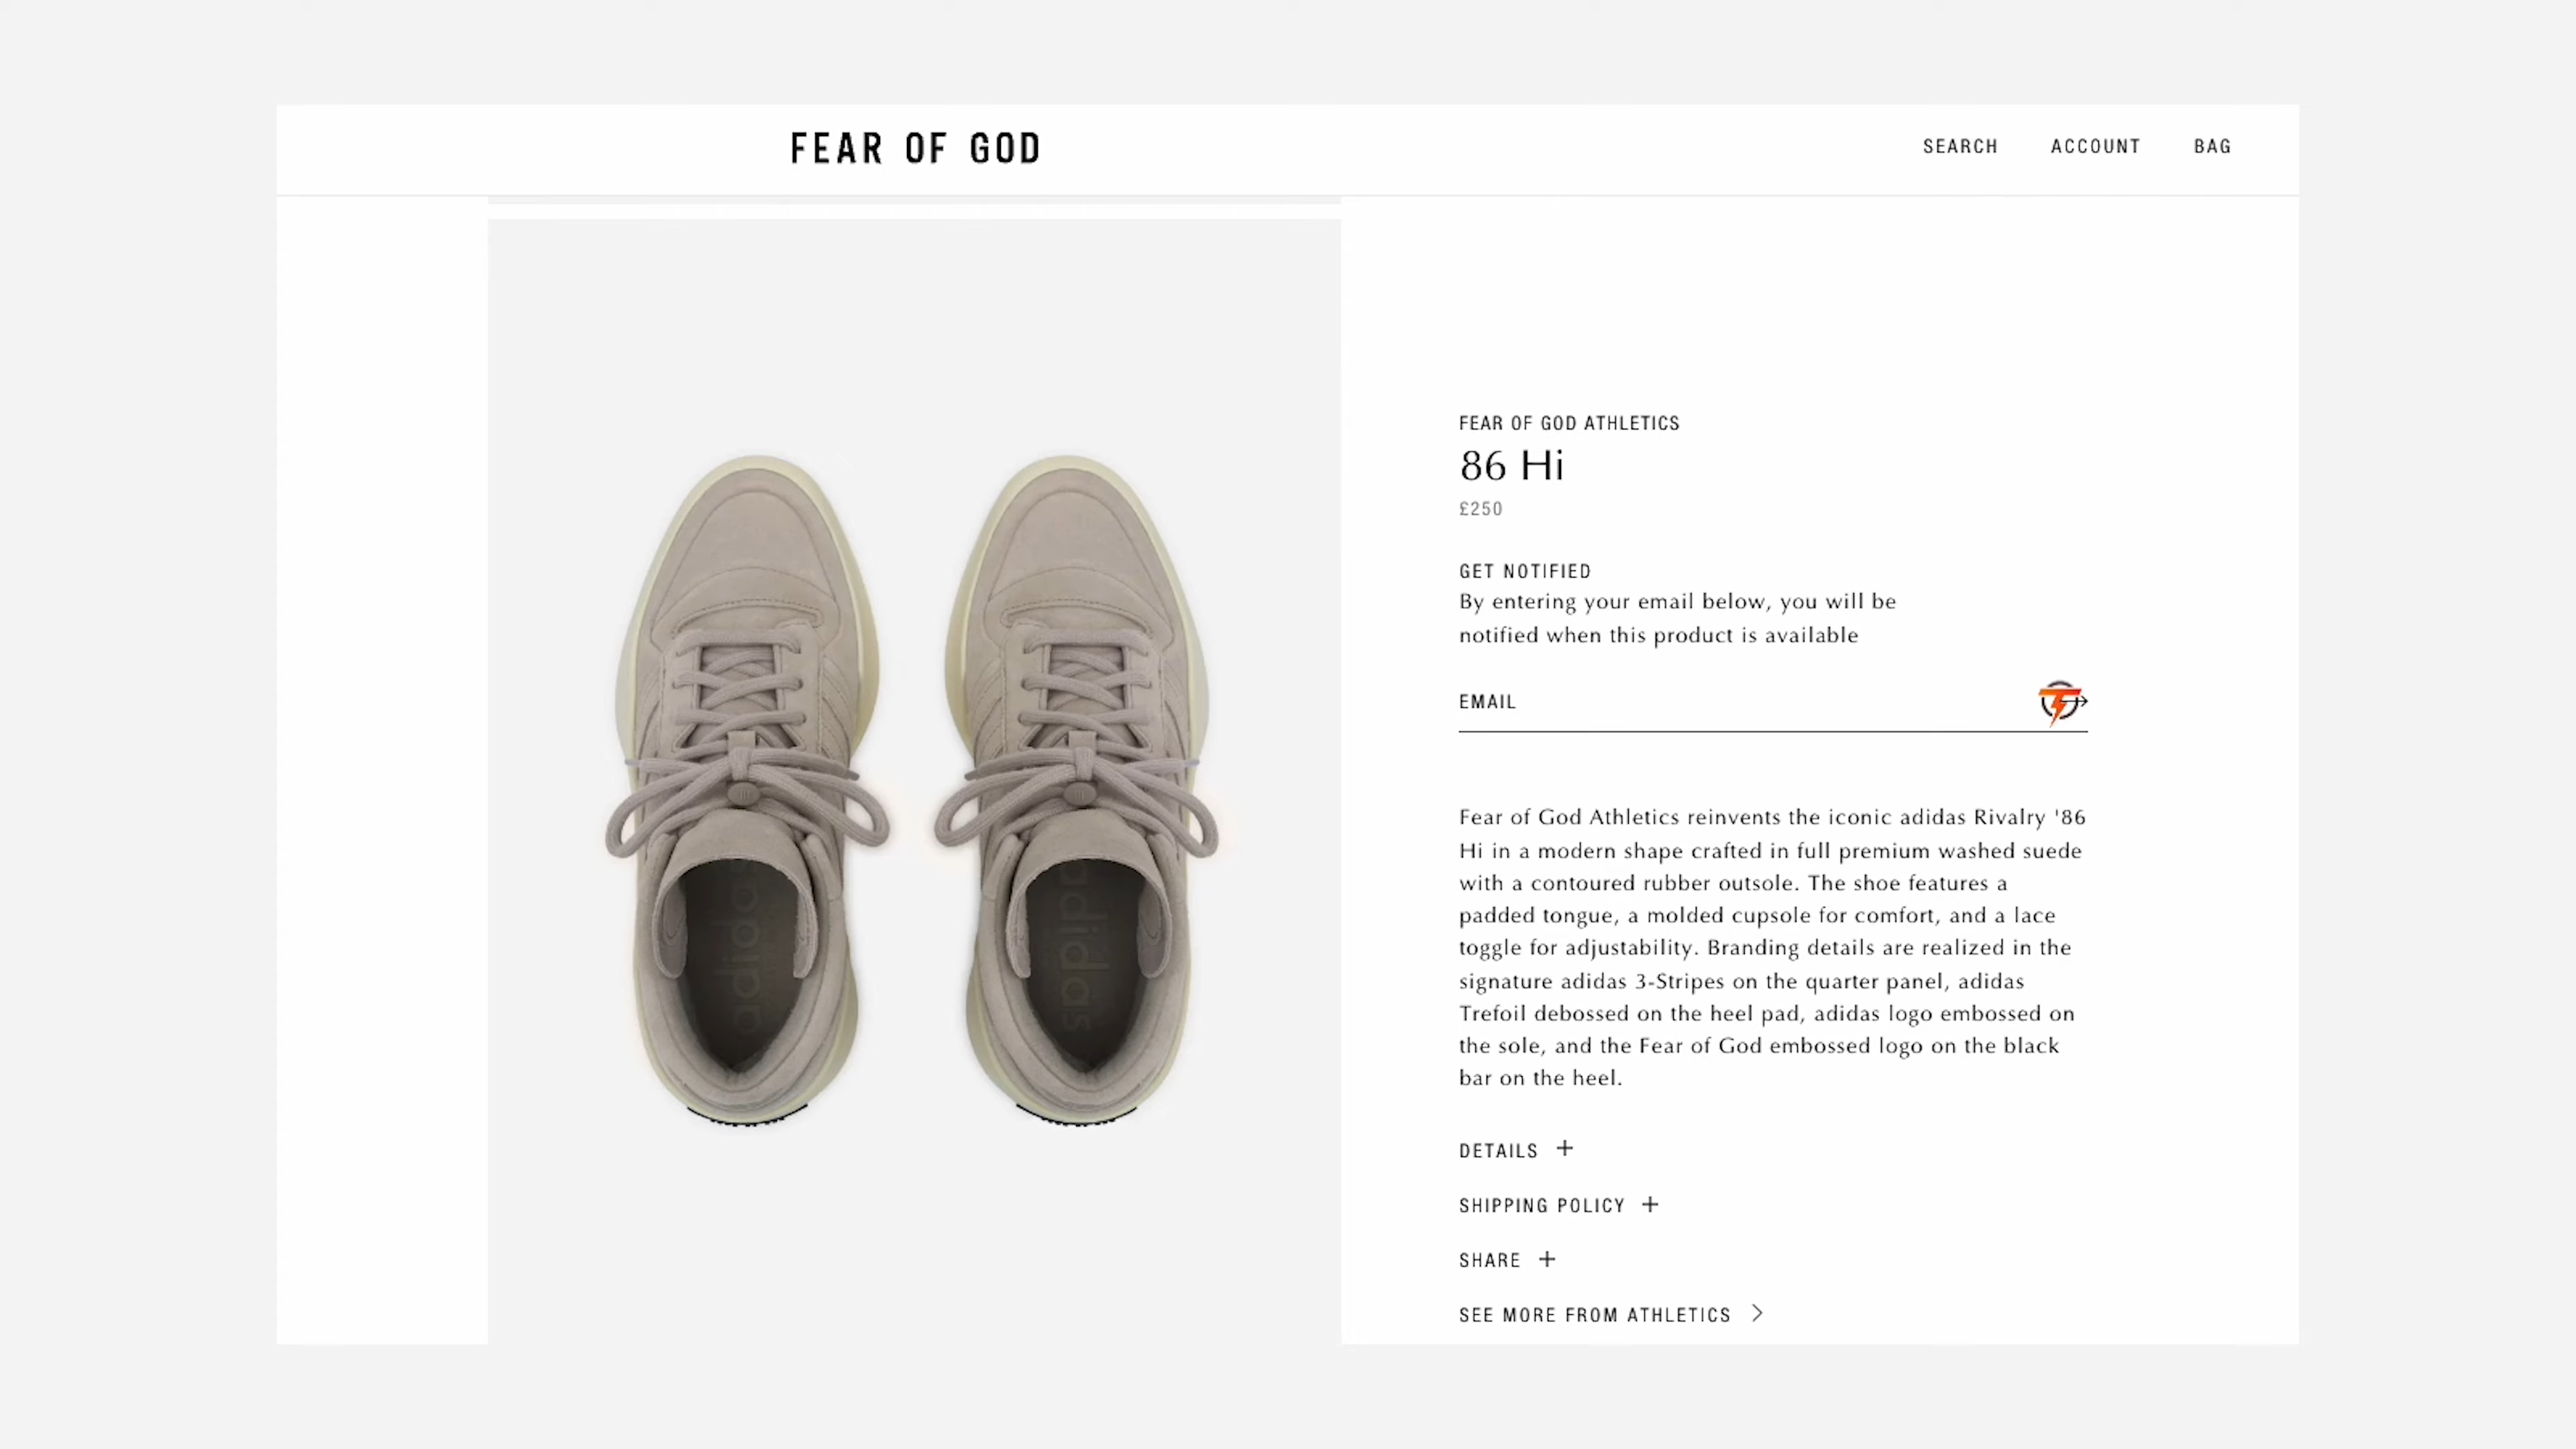 FEAR OF GOD
SEARCH ACCOUNT BAG
FEAR OF GOD ATHLETICS
86 Hi
£250
GET NOTIFIED
By entering your email below, you will be
notified when this product is available
EMAIL
adidas
adidas
Fear of God Athletics reinvents the iconic adidas Rivalry '86
Hi in a modern shape crafted in full premium washed suede
with a contoured rubber outsole. The shoe features a
padded tongue, a molded cupsole for comfort, and a lace
toggle for adjustability. Branding details are realized in the
signature adidas 3-Stripes on the quarter panel, adidas
Trefoil debossed on the heel pad, adidas logo embossed on
the sole, and the Fear of God embossed logo on the black
bar on the heel.
DETAILS +
SHIPPING POLICY +
SHARE +
SEE MORE FROM ATHLETICS >